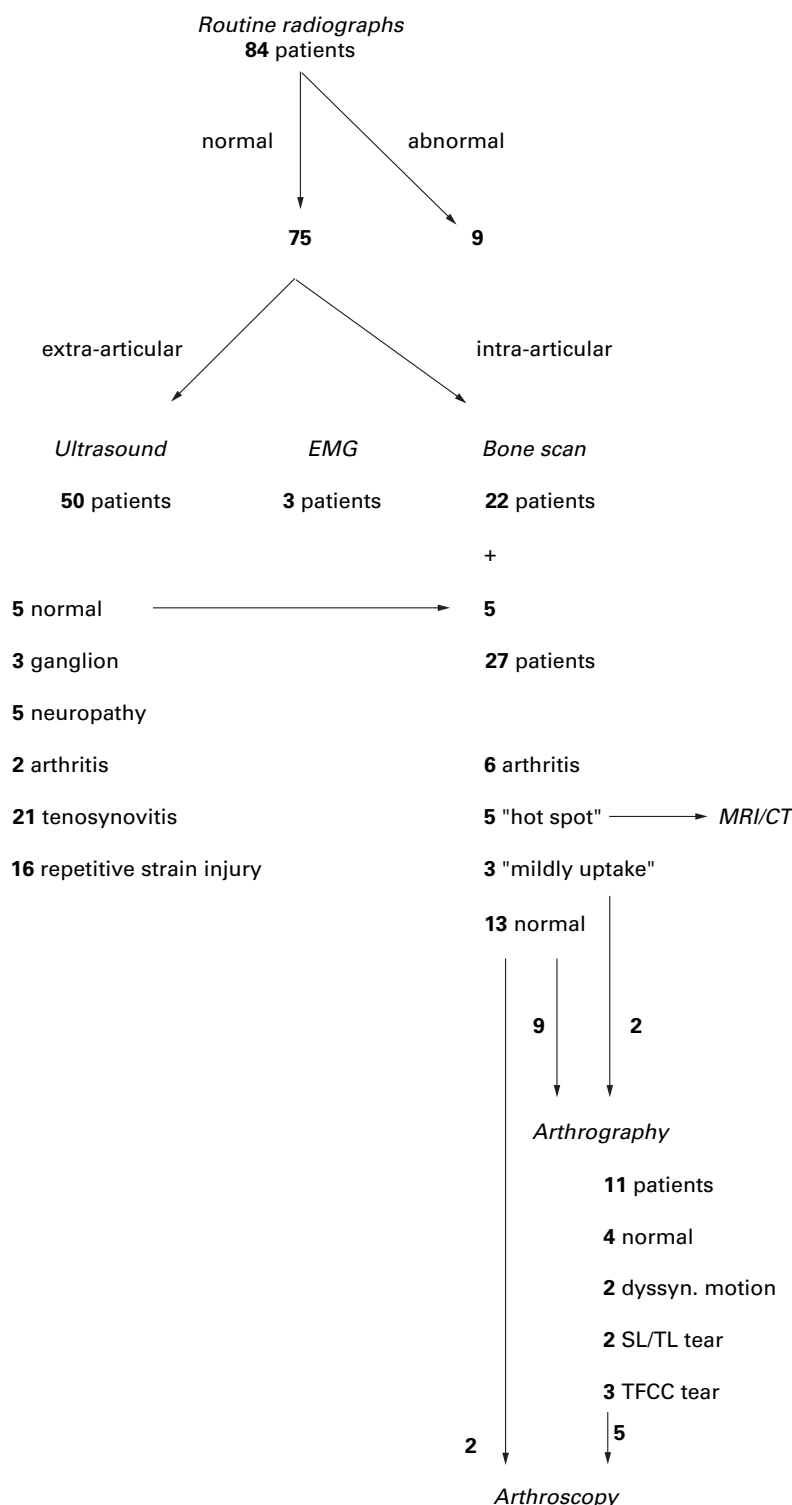 Routine radiographs
84 patients
normal
abnormal
75
9
extra-articular
intra-articular
Ultrasound
EMG
Bone scan
50 patients
3 patients
22 patients
+
5 normal
5
3 ganglion
27 patients
5 neuropathy
2 arthritis
6 arthritis
21 tenosynovitis
5 "hot spot"
MRI/CT
16 repetitive strain injury
3 "mildly uptake"
13 normal
9
2
Arthrography
11 patients
4 normal
2 dyssyn. motion
2 SL/TL tear
3 TFCC tear
5
2
Arthroscopy